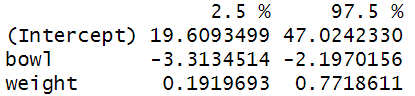 2.5 % 97.5 %
(Intercept) 19.6093499 47.0242330
bowl -3.3134514 -2.1970156
weight 0.1919693 0.7718611